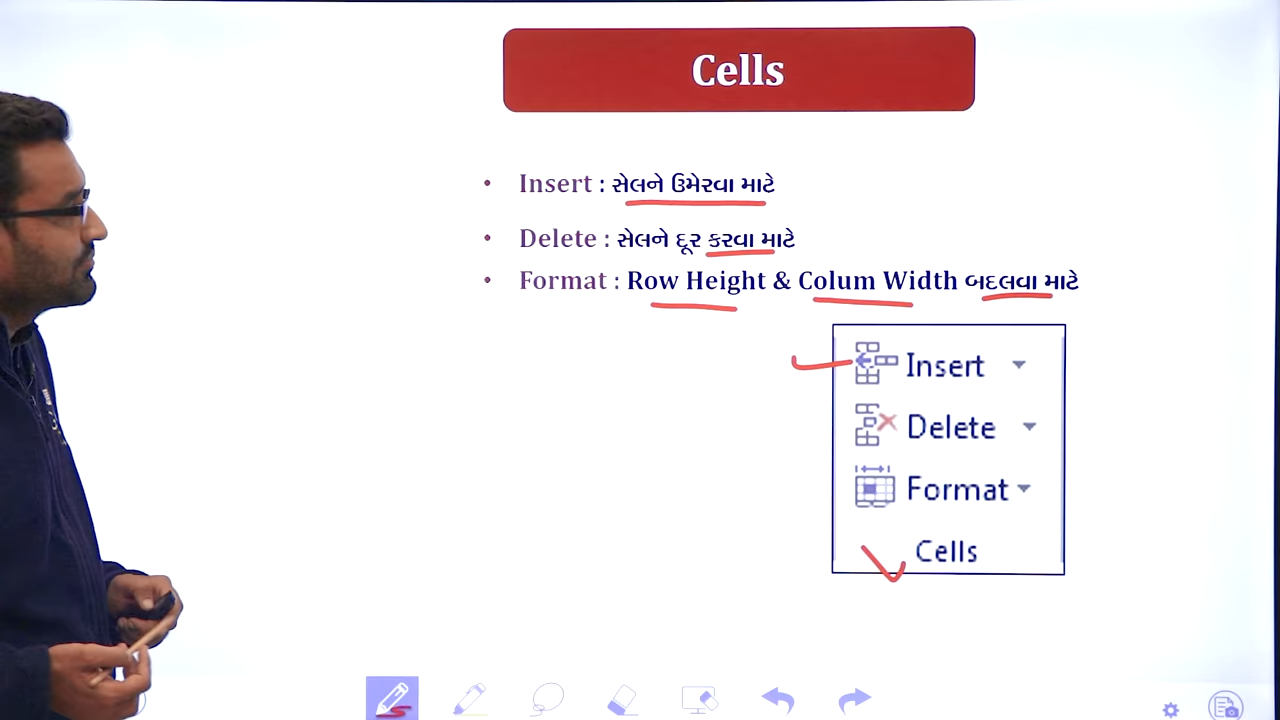 Cells
• Insert : સેલને ઉમેરવા માટે
• Delete : સેલને દૂર કરવા માટે
• Format : Row Height & Colum Width બદલવા માટે
Insert
Delete
Format
Cells